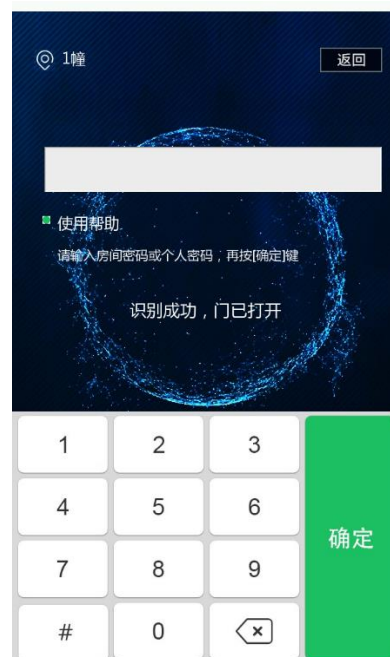 1幢
返回
使用帮助
请输入房间密码或个人密码，再按[确定]键
识别成功，门已打开
1 2 3
4 5 6
确定
7 8 9
# 0